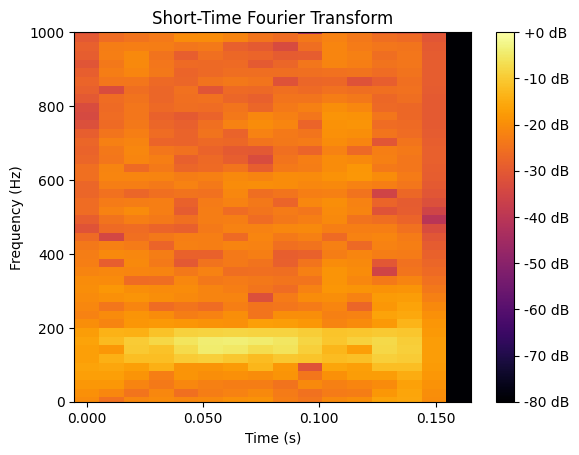 Short-Time Fourier Transform
1000
800
600
400
200
0
Frequency (Hz)
0.000
0.050
0.100
0.150
Time (s)
+0 dB
-10 dB
-20 dB
-30 dB
-40 dB
-50 dB
-60 dB
-70 dB
-80 dB